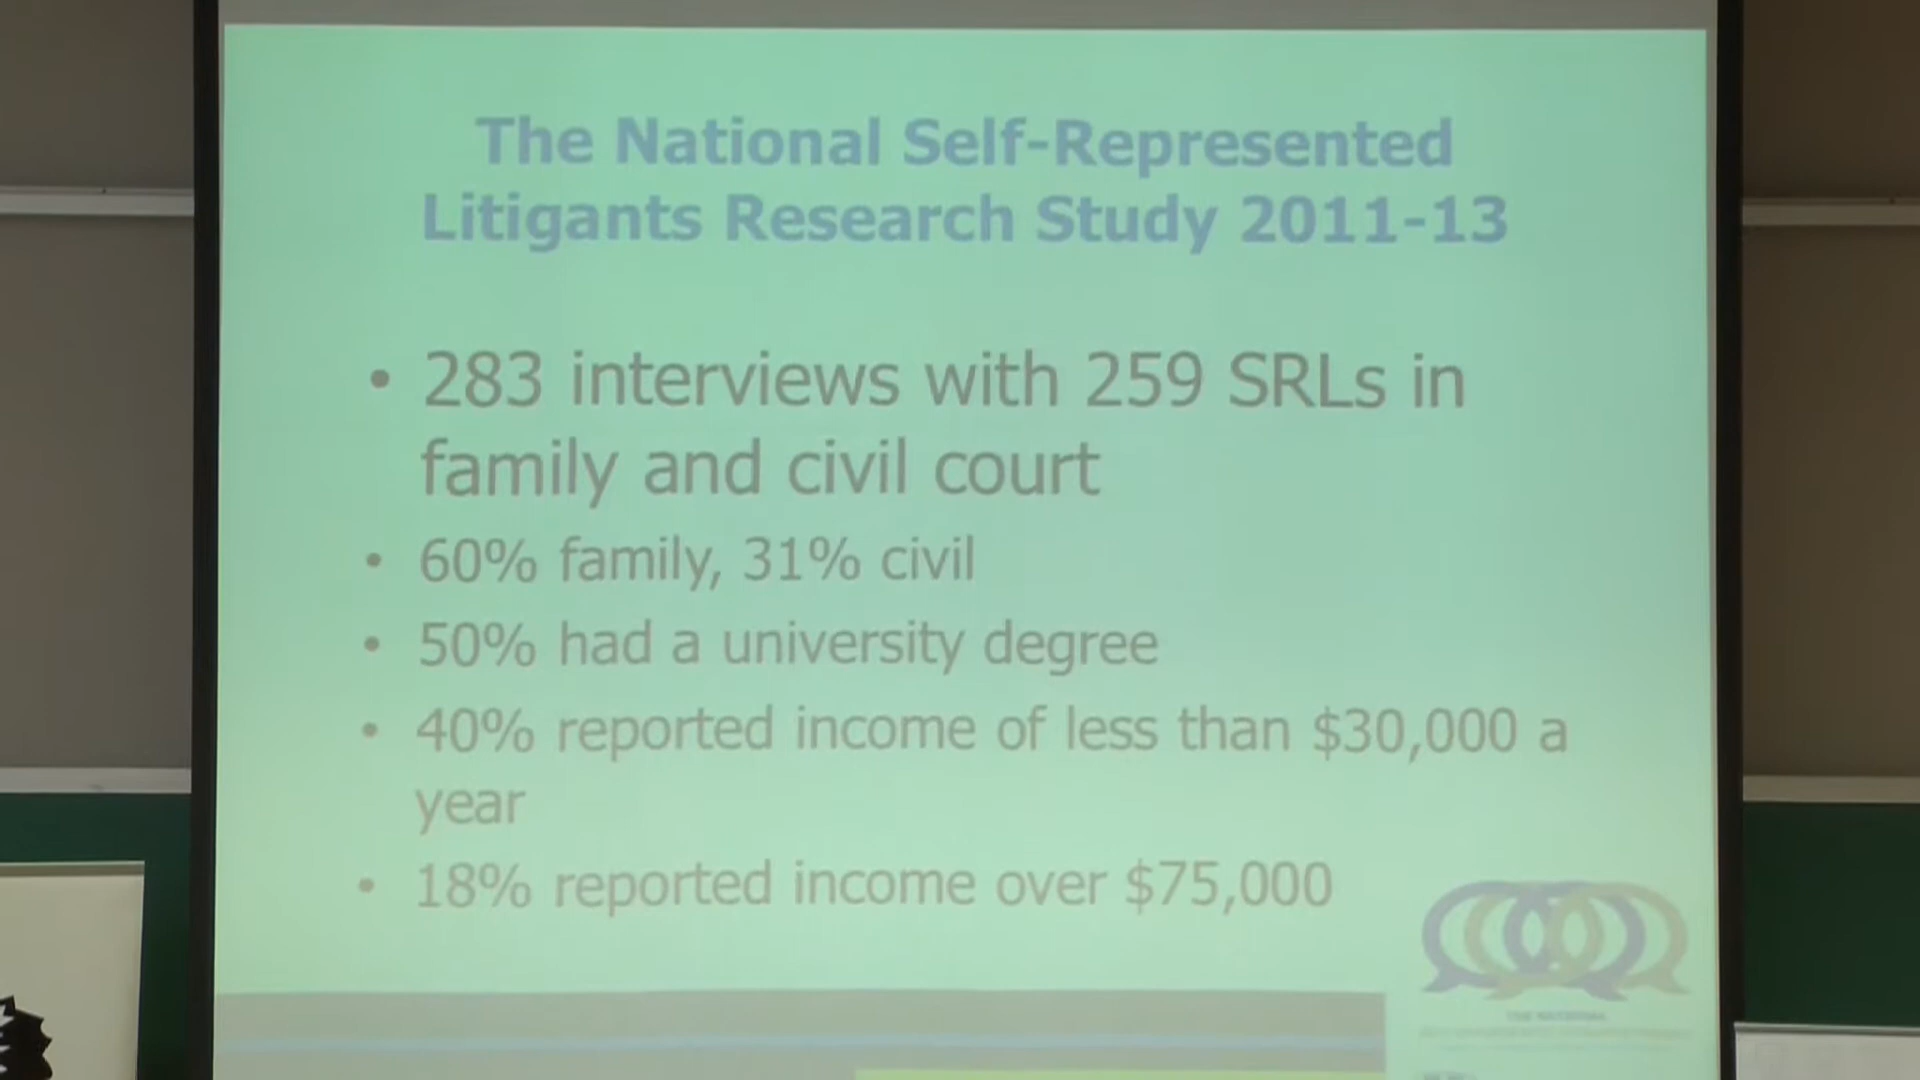 The National Self-Represented
Litigants Research Study 2011-13
• 283 interviews with 259 SRLs in
family and civil court
• 60% family, 31% civil
• 50% had a university degree
• 40% reported income of less than $30,000 a
year
• 18% reported income over $75,000
THE NATIONAL